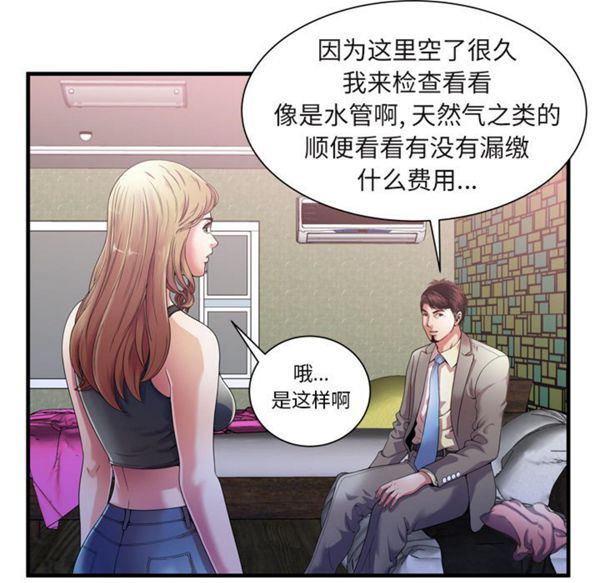 因为这里空了很久
我来检查看看
像是水管啊, 天然气之类的
顺便看看有没有漏缴
什么费用...
哦...
是这样啊